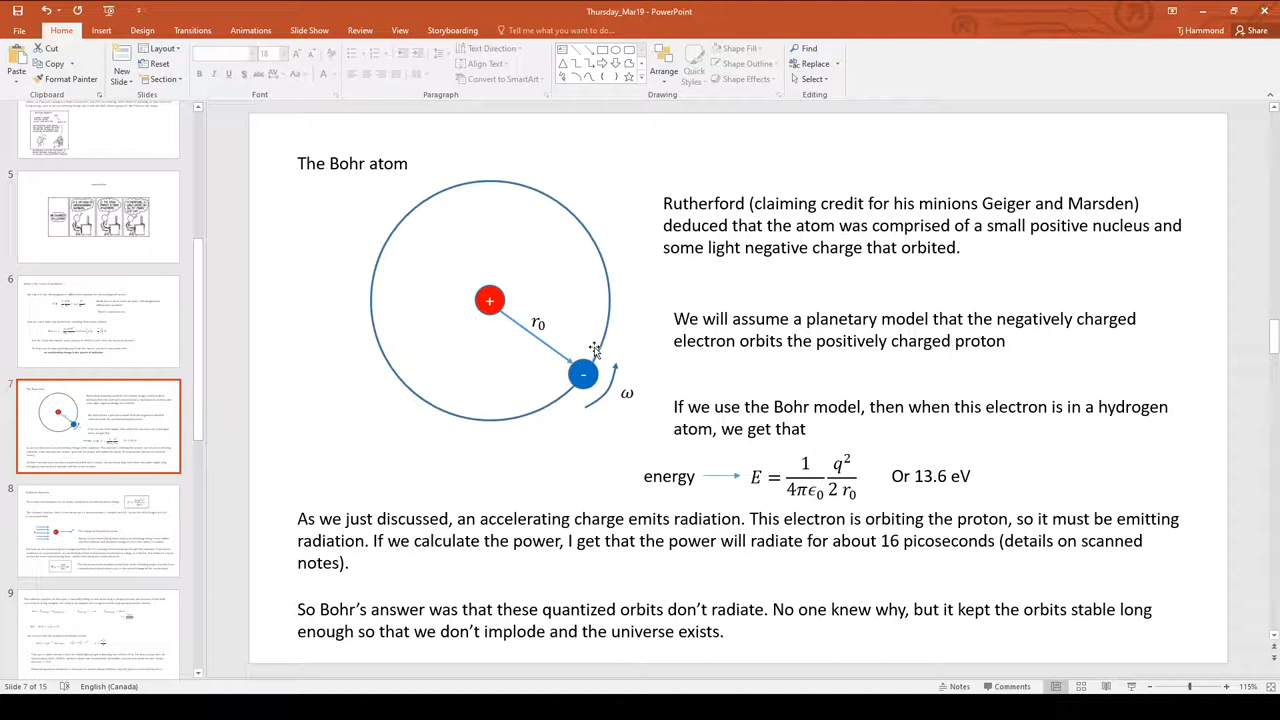 Thursday_Mar19 - PowerPoint
File Home Insert Design Transitions Animations Slide Show Review View Storyboarding Tell me what you want to do... Tj Hammond Share
Paste
Cut
Copy
Format Painter
Clipboard
New Slide
Layout
Reset
Section
Slides
18
Font
Text Direction
Align Text
Convert to SmartArt
Paragraph
Arrange
Quick Styles
Shape Fill
Shape Outline
Shape Effects
Drawing
Find
Replace
Select
Editing
5
6
7
8
9
The Bohr atom
Rutherford (claiming credit for his minions Geiger and Marsden)
deduced that the atom was comprised of a small positive nucleus and
some light negative charge that orbited.
+
r₀
-
ω
We will use a planetary model that the negatively charged
electron orbits the positively charged proton
If we use the Bohr model, then when this electron is in a hydrogen
atom, we get the
energy E = 1/4πϵ₀ q²/2 r₀ Or 13.6 eV
As we just discussed, an accelerating charge emits radiation. This electron is orbiting the proton, so it must be emitting
radiation. If we calculate the power, I get that the power will radiate in about 16 picoseconds (details on scanned
notes).
So Bohr's answer was that these quantized orbits don't radiate. No one knew why, but it kept the orbits stable long
enough so that we don't implode and the universe exists.
Slide 7 of 15 English (Canada) Notes Comments 115%